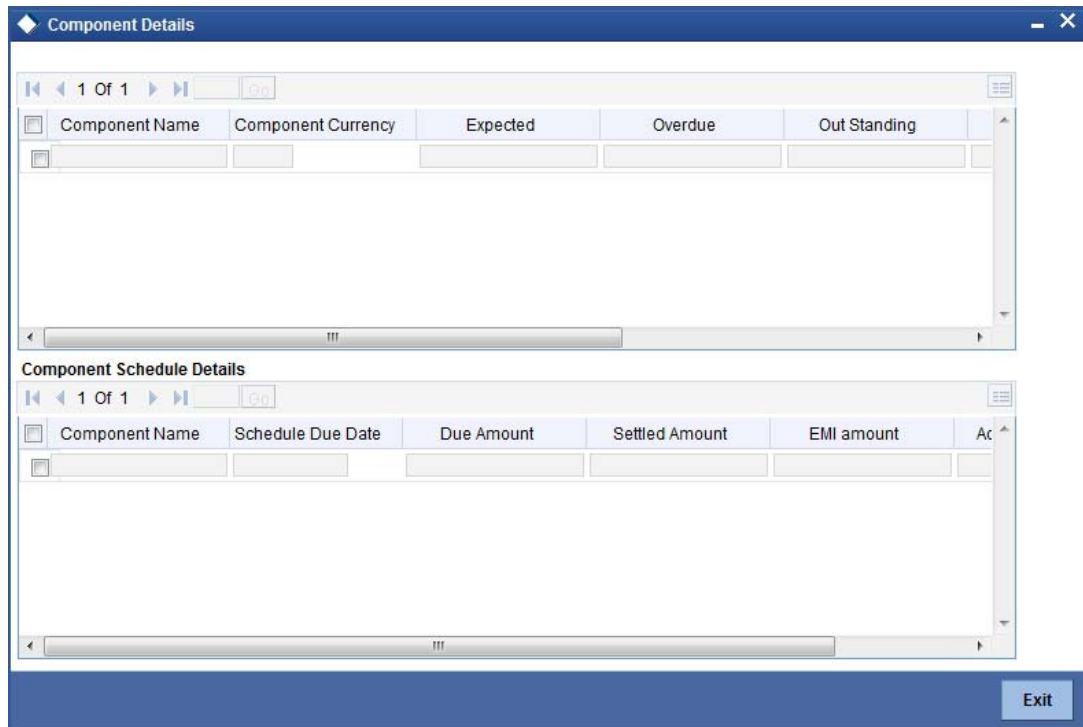 Component Details
1 Of 1 Go
Component Name Component Currency Expected Overdue Out Standing
Component Schedule Details
1 Of 1 Go
Component Name Schedule Due Date Due Amount Settled Amount EMI amount Ac
Exit